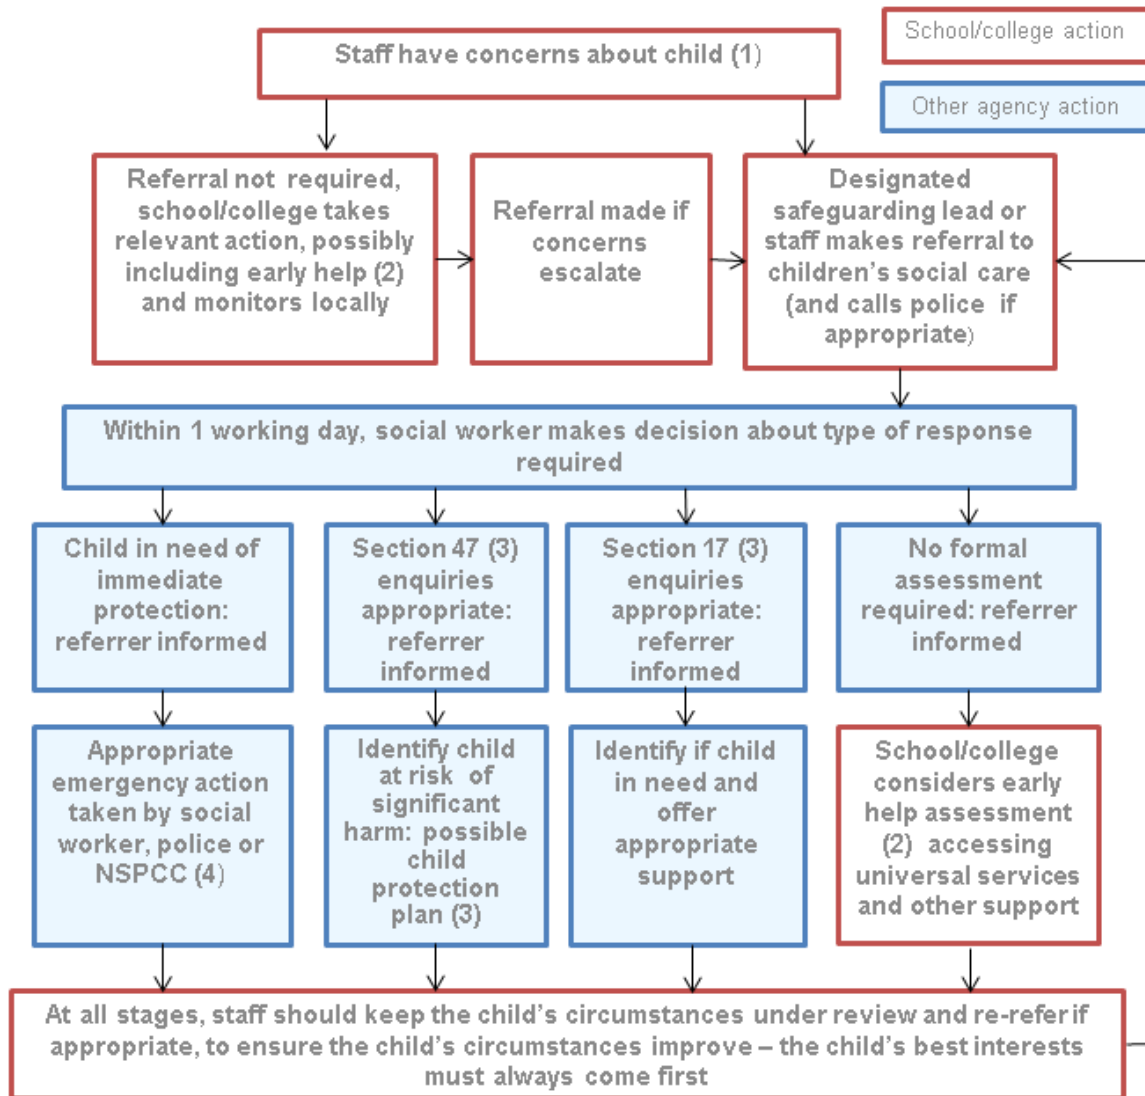 School/college action
Staff have concerns about child (1)
Other agency action
Referral not required,
school/college takes
relevant action, possibly
including early help (2)
and monitors locally
Referral made if
concerns
escalate
Designated
safeguarding lead or
staff makes referral to
children's social care
(and calls police if
appropriate)
Within 1 working day, social worker makes decision about type of response
required
Child in need of
immediate
protection:
referrer informed
Section 47 (3)
enquiries
appropriate:
referrer
informed
Section 17 (3)
enquiries
appropriate:
referrer
informed
No formal
assessment
required: referrer
informed
Appropriate
emergency action
taken by social
worker, police or
NSPCC (4)
Identify child
at risk of
significant
harm: possible
child
protection
plan (3)
Identify if child
in need and
offer
appropriate
support
School/college
considers early
help assessment
(2) accessing
universal services
and other support
At all stages, staff should keep the child's circumstances under review and re-refer if
appropriate, to ensure the child's circumstances improve – the child's best interests
must always come first